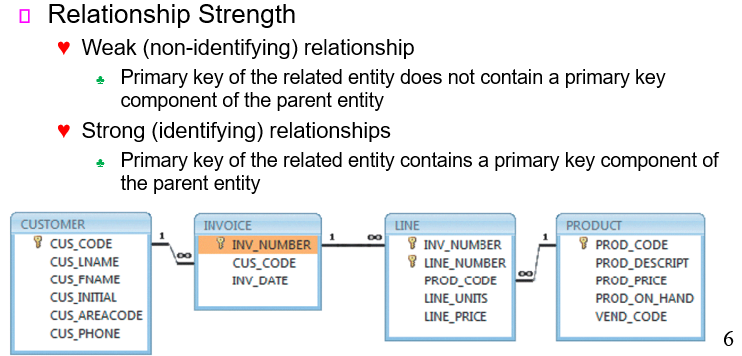 Relationship Strength
Weak (non-identifying) relationship
Primary key of the related entity does not contain a primary key
component of the parent entity
Strong (identifying) relationships
Primary key of the related entity contains a primary key component of
the parent entity
CUSTOMER
CUS_CODE
CUS_LNAME
CUS_FNAME
CUS_INITIAL
CUS_AREACODE
CUS_PHONE
1
∞
INVOICE
INV_NUMBER
CUS_CODE
INV_DATE
1
∞
LINE
INV_NUMBER
LINE_NUMBER
PROD_CODE
LINE_UNITS
LINE_PRICE
∞
1
PRODUCT
PROD_CODE
PROD_DESCRIPT
PROD_PRICE
PROD_ON_HAND
VEND_CODE
6